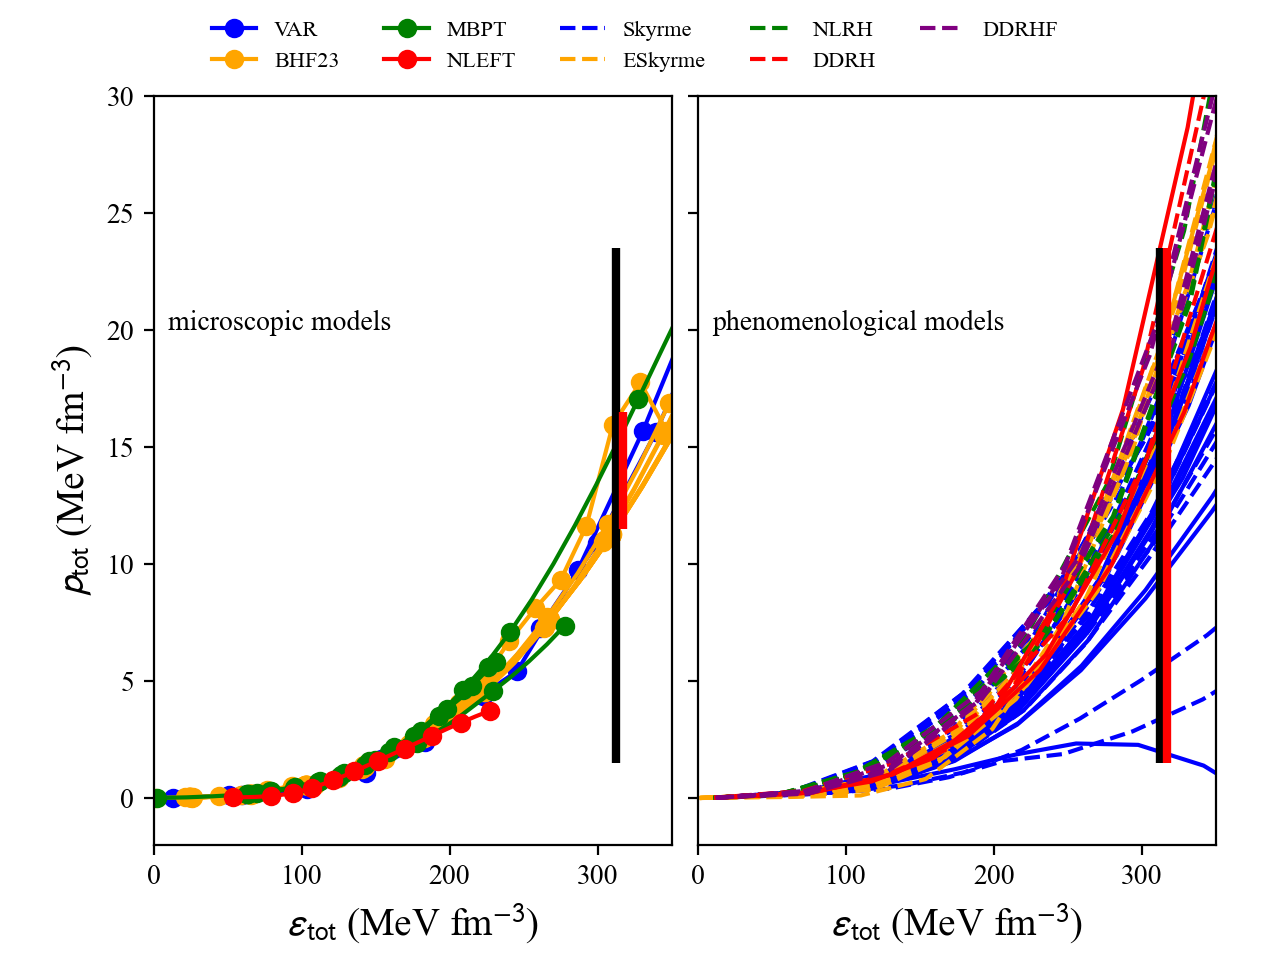 VAR MBPT Skyrme NLRH DDRHF
BHF23 NLEFT ESkyrme DDRH
30
25
20
15
10
5
0
microscopic models
phenomenological models
p_tot (MeV fm⁻³)
0 100 200 300
0 100 200 300
ε_tot (MeV fm⁻³)
ε_tot (MeV fm⁻³)